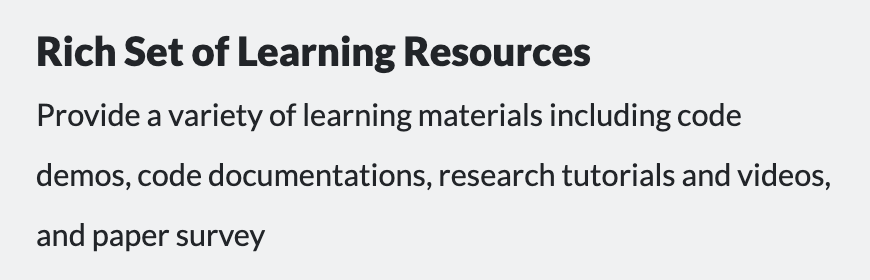 Rich Set of Learning Resources
Provide a variety of learning materials including code
demos, code documentations, research tutorials and videos,
and paper survey